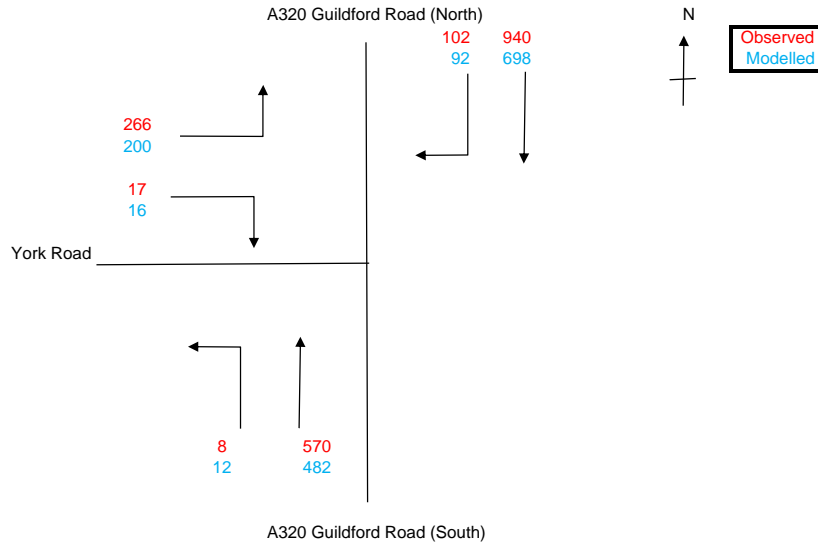 A320 Guildford Road (North)
N
102 940
92 698
Observed
Modelled
266
200
17
16
York Road
8 570
12 482
A320 Guildford Road (South)